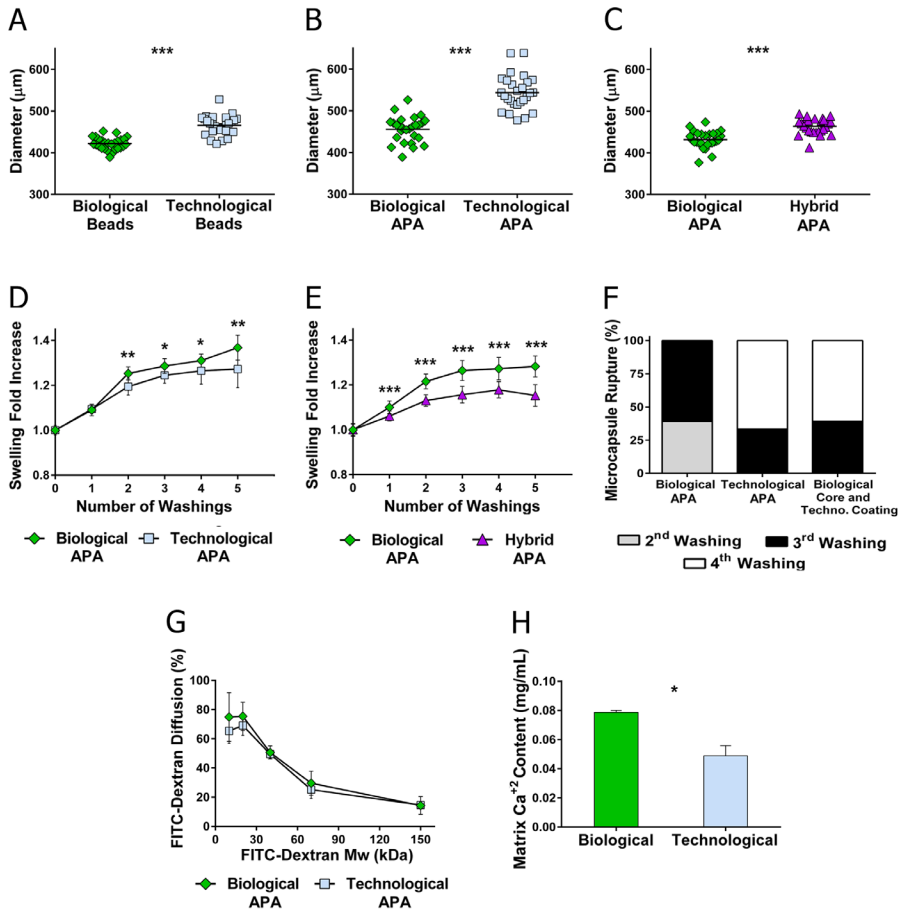 A
B
C
***
***
***
Diameter (μm)
600
500
400
300
Biological
Beads
Technological
Beads
Diameter (μm)
600
500
400
300
Biological
APA
Technological
APA
Diameter (μm)
600
500
400
300
Biological
APA
Hybrid
APA
D
Swelling Fold Increase
1.4
1.2
1.0
0.8
**
*
*
**
0 1 2 3 4 5
Number of Washings
Biological
APA
Technological
APA
E
Swelling Fold Increase
1.4
1.2
1.0
0.8
***
***
***
***
***
0 1 2 3 4 5
Number of Washings
Biological
APA
Hybrid
APA
F
Microcapsule Rupture (%)
100
75
50
25
0
Biological
APA
Technological
APA
Biological
Core and
Techno. Coating
2nd Washing
3rd Washing
4th Washing
G
FITC-Dextran Diffusion (%)
100
80
60
40
20
0
0 30 60 90 120 150
FITC-Dextran Mw (kDa)
Biological
APA
Technological
APA
H
Matrix Ca+2 Content (mg/mL)
0.10
0.08
0.06
0.04
0.02
0.00
*
Biological
Technological